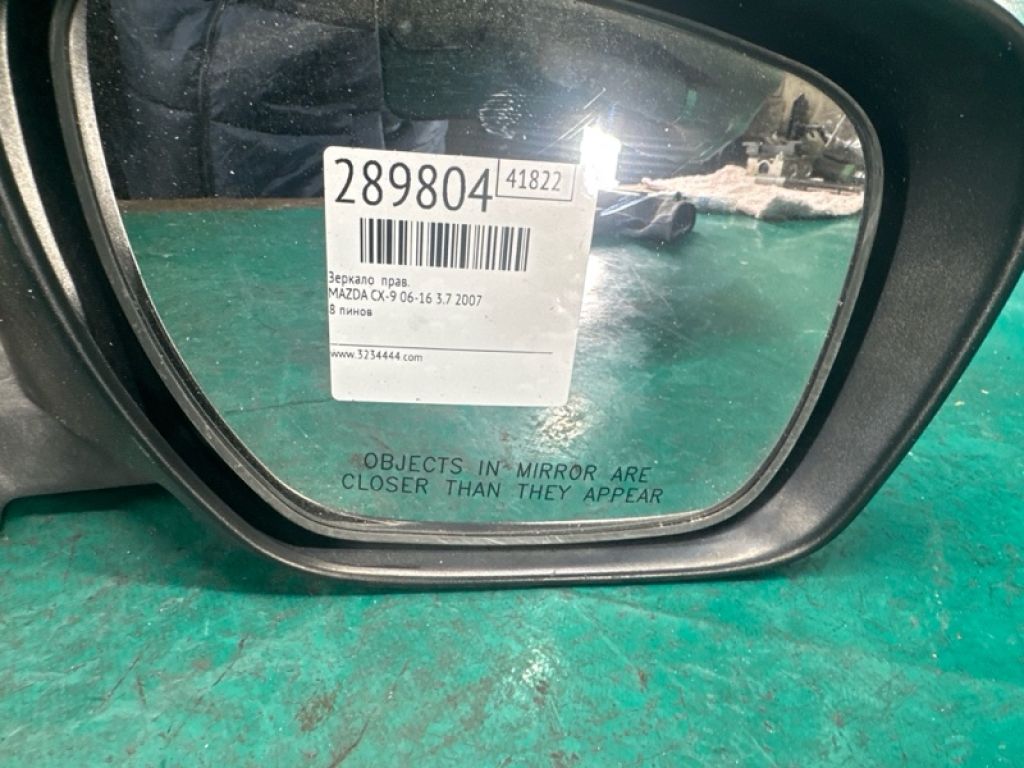 289804
41822
Зеркало прав.
MAZDA CX-9 06-16 3.7 2007
8 пинов
www.3234444.com
OBJECTS IN MIRROR ARE
CLOSER THAN THEY APPEAR